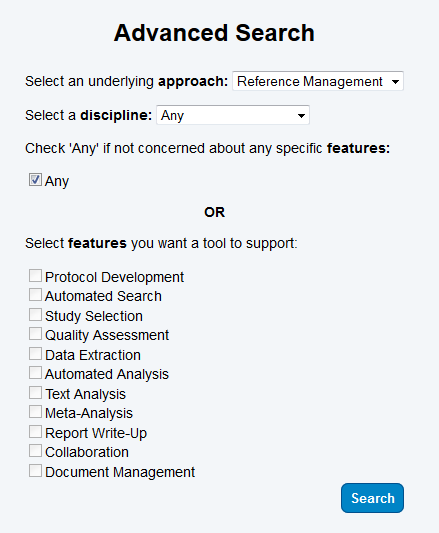 Advanced Search
Select an underlying approach: Reference Management
Select a discipline: Any
Check 'Any' if not concerned about any specific features:
Any
OR
Select features you want a tool to support:
Protocol Development
Automated Search
Study Selection
Quality Assessment
Data Extraction
Automated Analysis
Text Analysis
Meta-Analysis
Report Write-Up
Collaboration
Document Management
Search